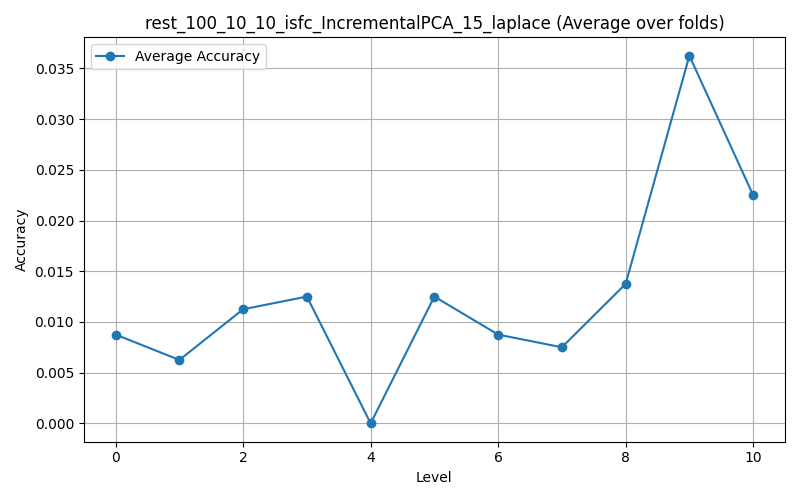 rest_100_10_10_isfc_IncrementalPCA_15_laplace (Average over folds)
Average Accuracy
0.035
0.030
0.025
0.020
0.015
0.010
0.005
0.000
Accuracy
0 2 4 6 8 10
Level